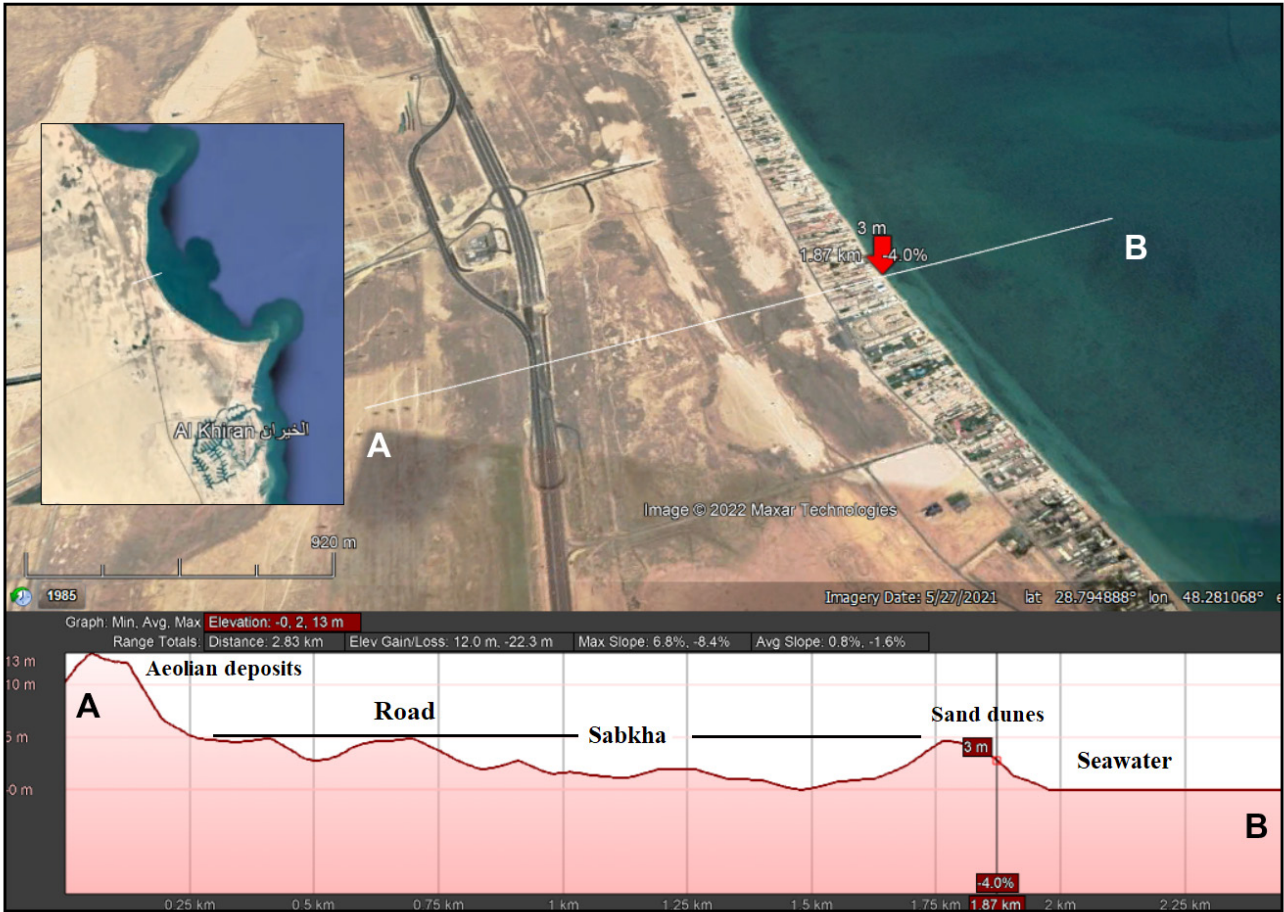 3 m
1.87 km -4.0%
B
Al Khiran الخيران
A
Image © 2022 Maxar Technologies
920 m
1985
Imagery Date: 5/27/2021 lat 28.794888° lon 48.281068° e
Graph: Min, Avg, Max Elevation: -0, 2, 13 m
Range Totals: Distance: 2.83 km Elev Gain/Loss: 12.0 m, -22.3 m Max Slope: 6.8%, -8.4% Avg Slope: 0.8%, -1.6%
13 m
Aeolian deposits
10 m
A
Road
Sand dunes
5 m
Sabkha
3 m
Seawater
-0 m
B
-4.0%
0.25 km 0.5 km 0.75 km 1 km 1.25 km 1.5 km 1.75 km 1.87 km 2 km 2.25 km